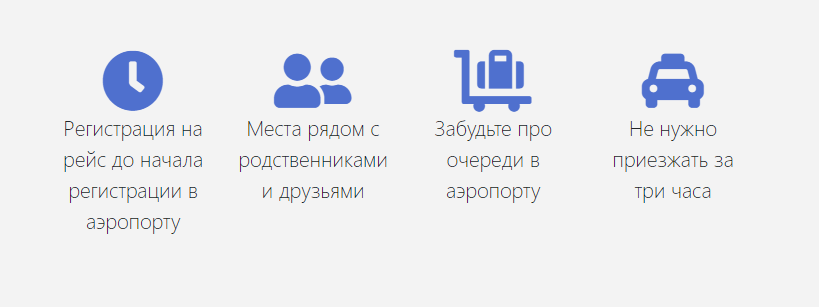 Регистрация на
рейс до начала
регистрации в
аэропорту
Места рядом с
родственниками
и друзьями
Забудьте про
очереди в
аэропорту
Не нужно
приезжать за
три часа